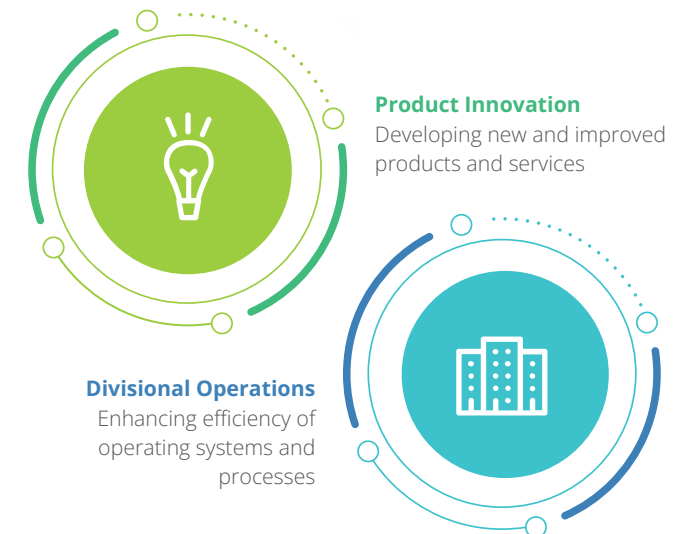 Product Innovation
Developing new and improved
products and services
Divisional Operations
Enhancing efficiency of
operating systems and
processes